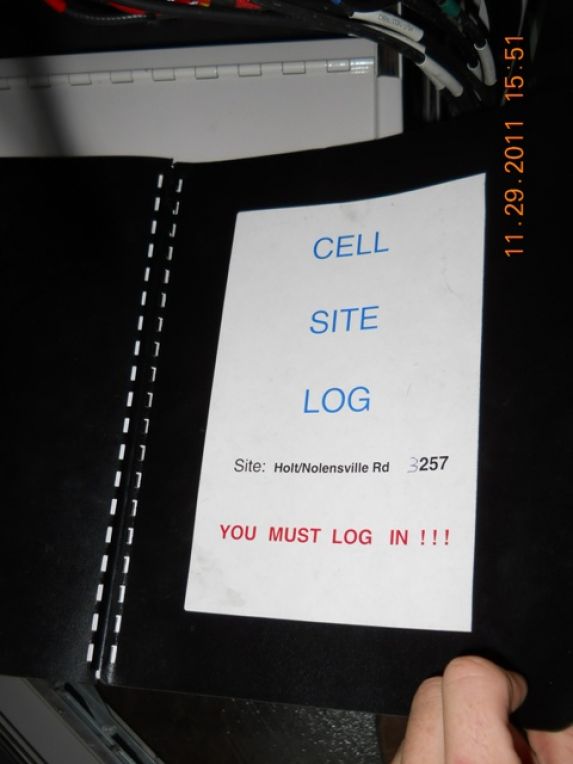 CELL
SITE
LOG
Site: Holt/Nolensville Rd 3257
YOU MUST LOG IN !!!
11.29.2011 15:51